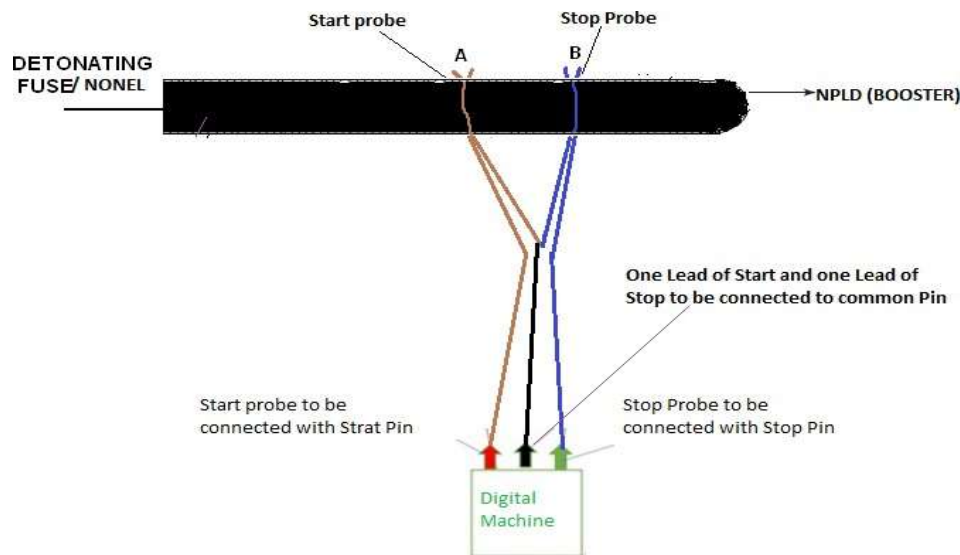 Start probe
Stop Probe
A
B
DETONATING
FUSE/ NONEL
NPLD (BOOSTER)
One Lead of Start and one Lead of
Stop to be connected to common Pin
Start probe to be
connected with Strat Pin
Stop Probe to be
connected with Stop Pin
Digital
Machine